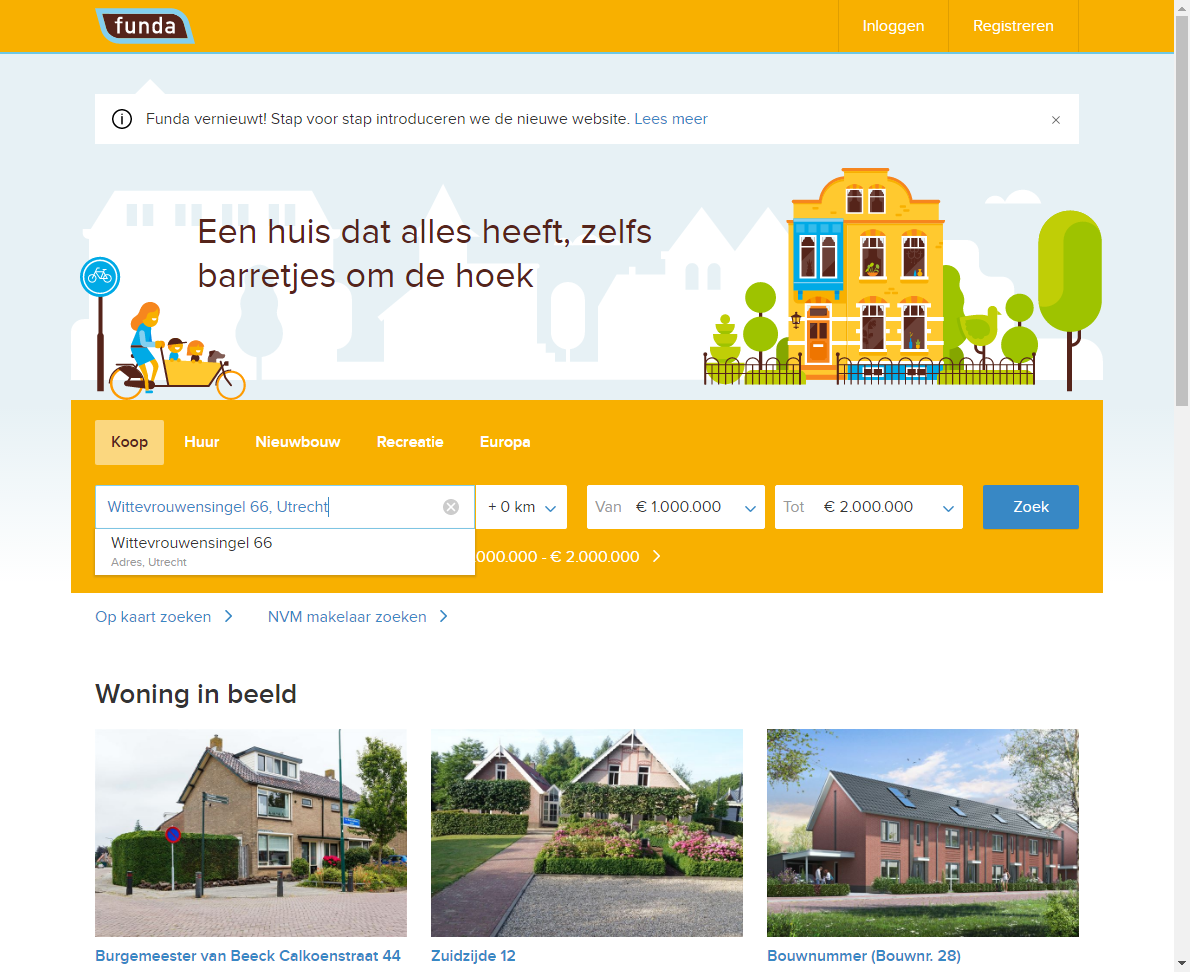 funda
Inloggen
Registreren
Funda vernieuwt! Stap voor stap introduceren we de nieuwe website. Lees meer
Een huis dat alles heeft, zelfs
barretjes om de hoek
Koop
Huur
Nieuwbouw
Recreatie
Europa
Wittevrouwensingel 66, Utrecht
+ 0 km
Van € 1.000.000
Tot € 2.000.000
Zoek
Wittevrouwensingel 66
Adres, Utrecht
000.000 - € 2.000.000
Op kaart zoeken
NVM makelaar zoeken
Woning in beeld
Burgemeester van Beeck Calkoenstraat 44
Zuidzijde 12
Bouwnummer (Bouwnr. 28)